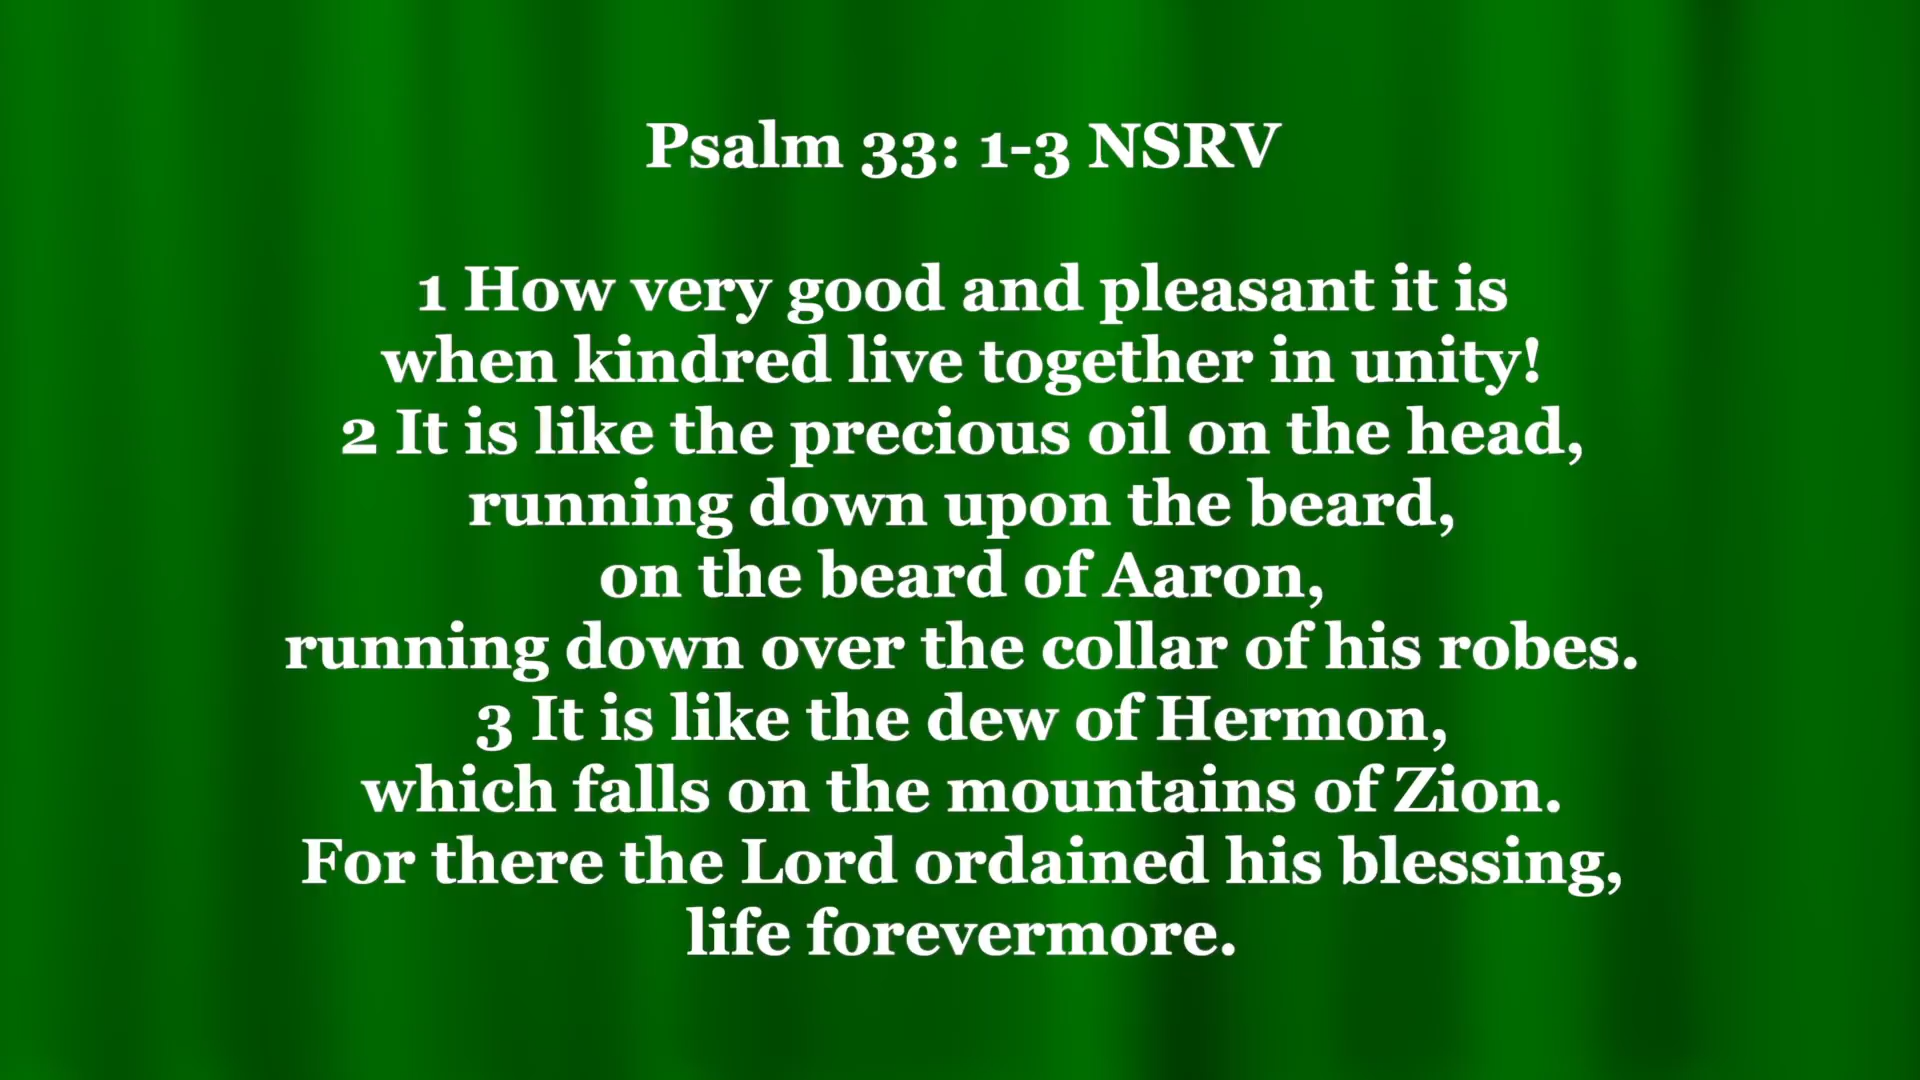 Psalm 33: 1-3 NSRV
1 How very good and pleasant it is
when kindred live together in unity!
2 It is like the precious oil on the head,
running down upon the beard,
on the beard of Aaron,
running down over the collar of his robes.
3 It is like the dew of Hermon,
which falls on the mountains of Zion.
For there the Lord ordained his blessing,
life forevermore.